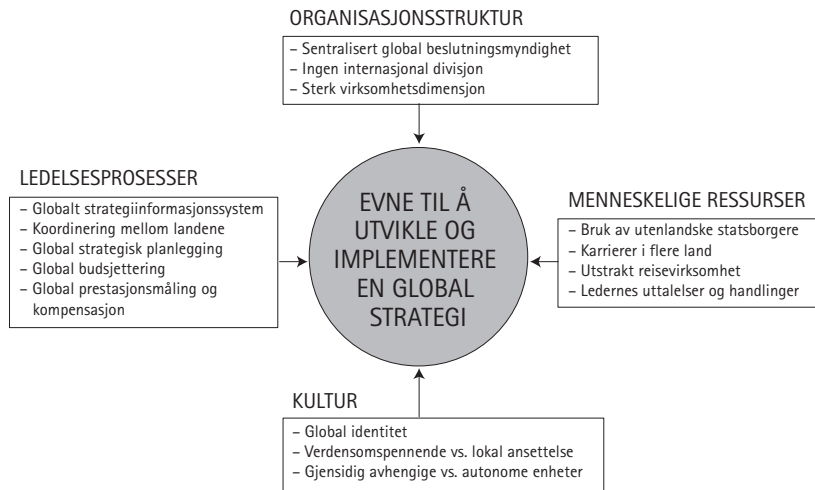 ORGANISASJONSSTRUKTUR
– Sentralisert global beslutningsmyndighet
– Ingen internasjonal divisjon
– Sterk virksomhetsdimensjon
LEDELSESPROSESSER
– Globalt strategiinformasjonssystem
– Koordinering mellom landene
– Global strategisk planlegging
– Global budsjettering
– Global prestasjonsmåling og
kompensasjon
EVNE TIL Å
UTVIKLE OG
IMPLEMENTERE
EN GLOBAL
STRATEGI
MENNESKELIGE RESSURSER
– Bruk av utenlandske statsborgere
– Karrierer i flere land
– Utstrakt reisevirksomhet
– Ledernes uttalelser og handlinger
KULTUR
– Global identitet
– Verdensomspennende vs. lokal ansettelse
– Gjensidig avhengige vs. autonome enheter